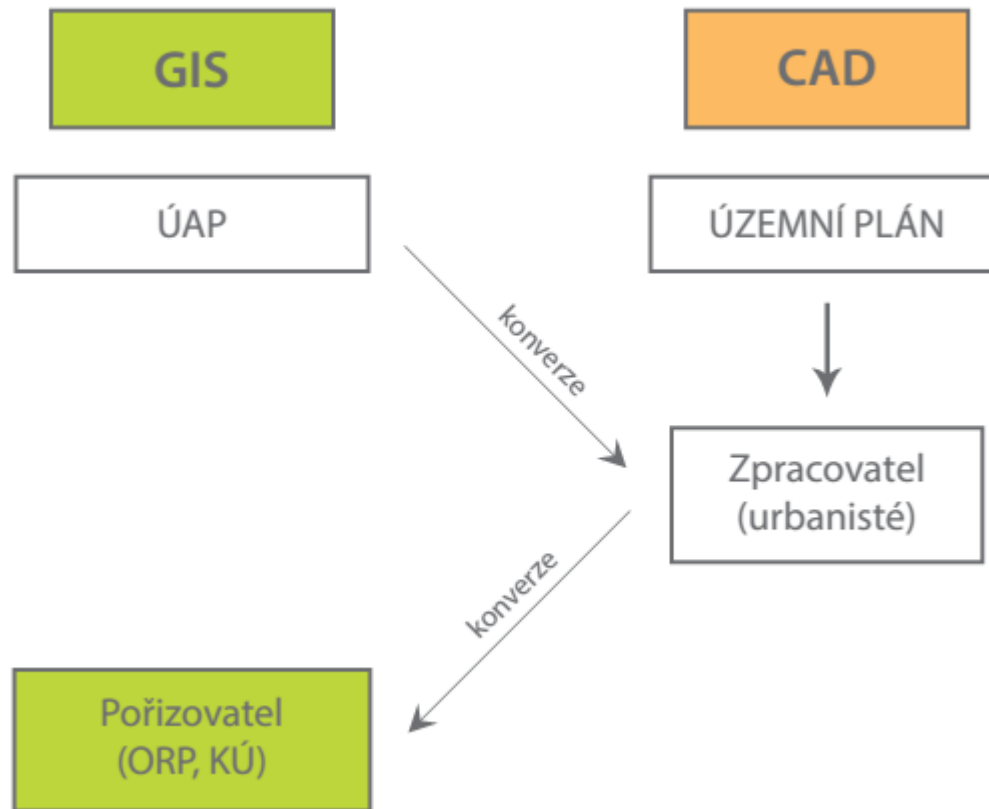 GIS
CAD
ÚAP
ÚZEMNÍ PLÁN
konverze
Zpracovatel
(urbanisté)
konverze
Pořizovatel
(ORP, KÚ)